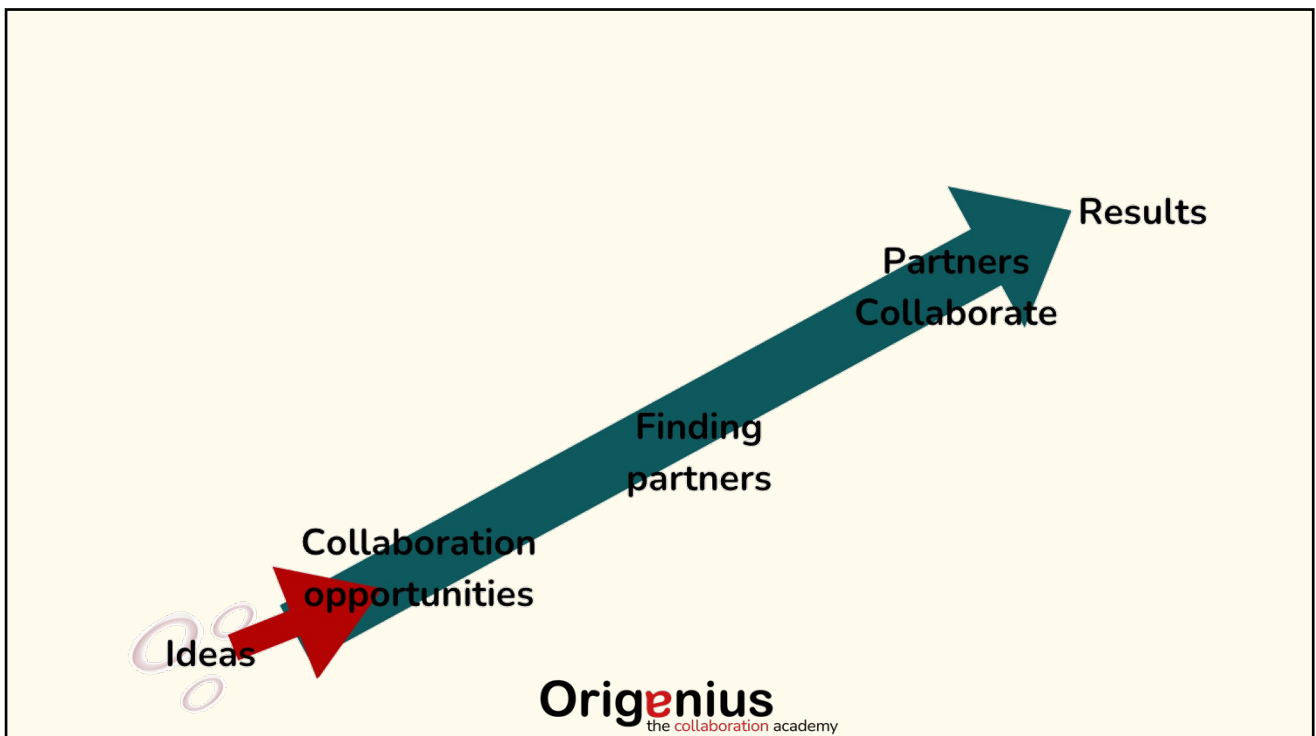 Results
Partners
Collaborate
Finding
partners
Collaboration
opportunities
Ideas
Origenius
the collaboration academy